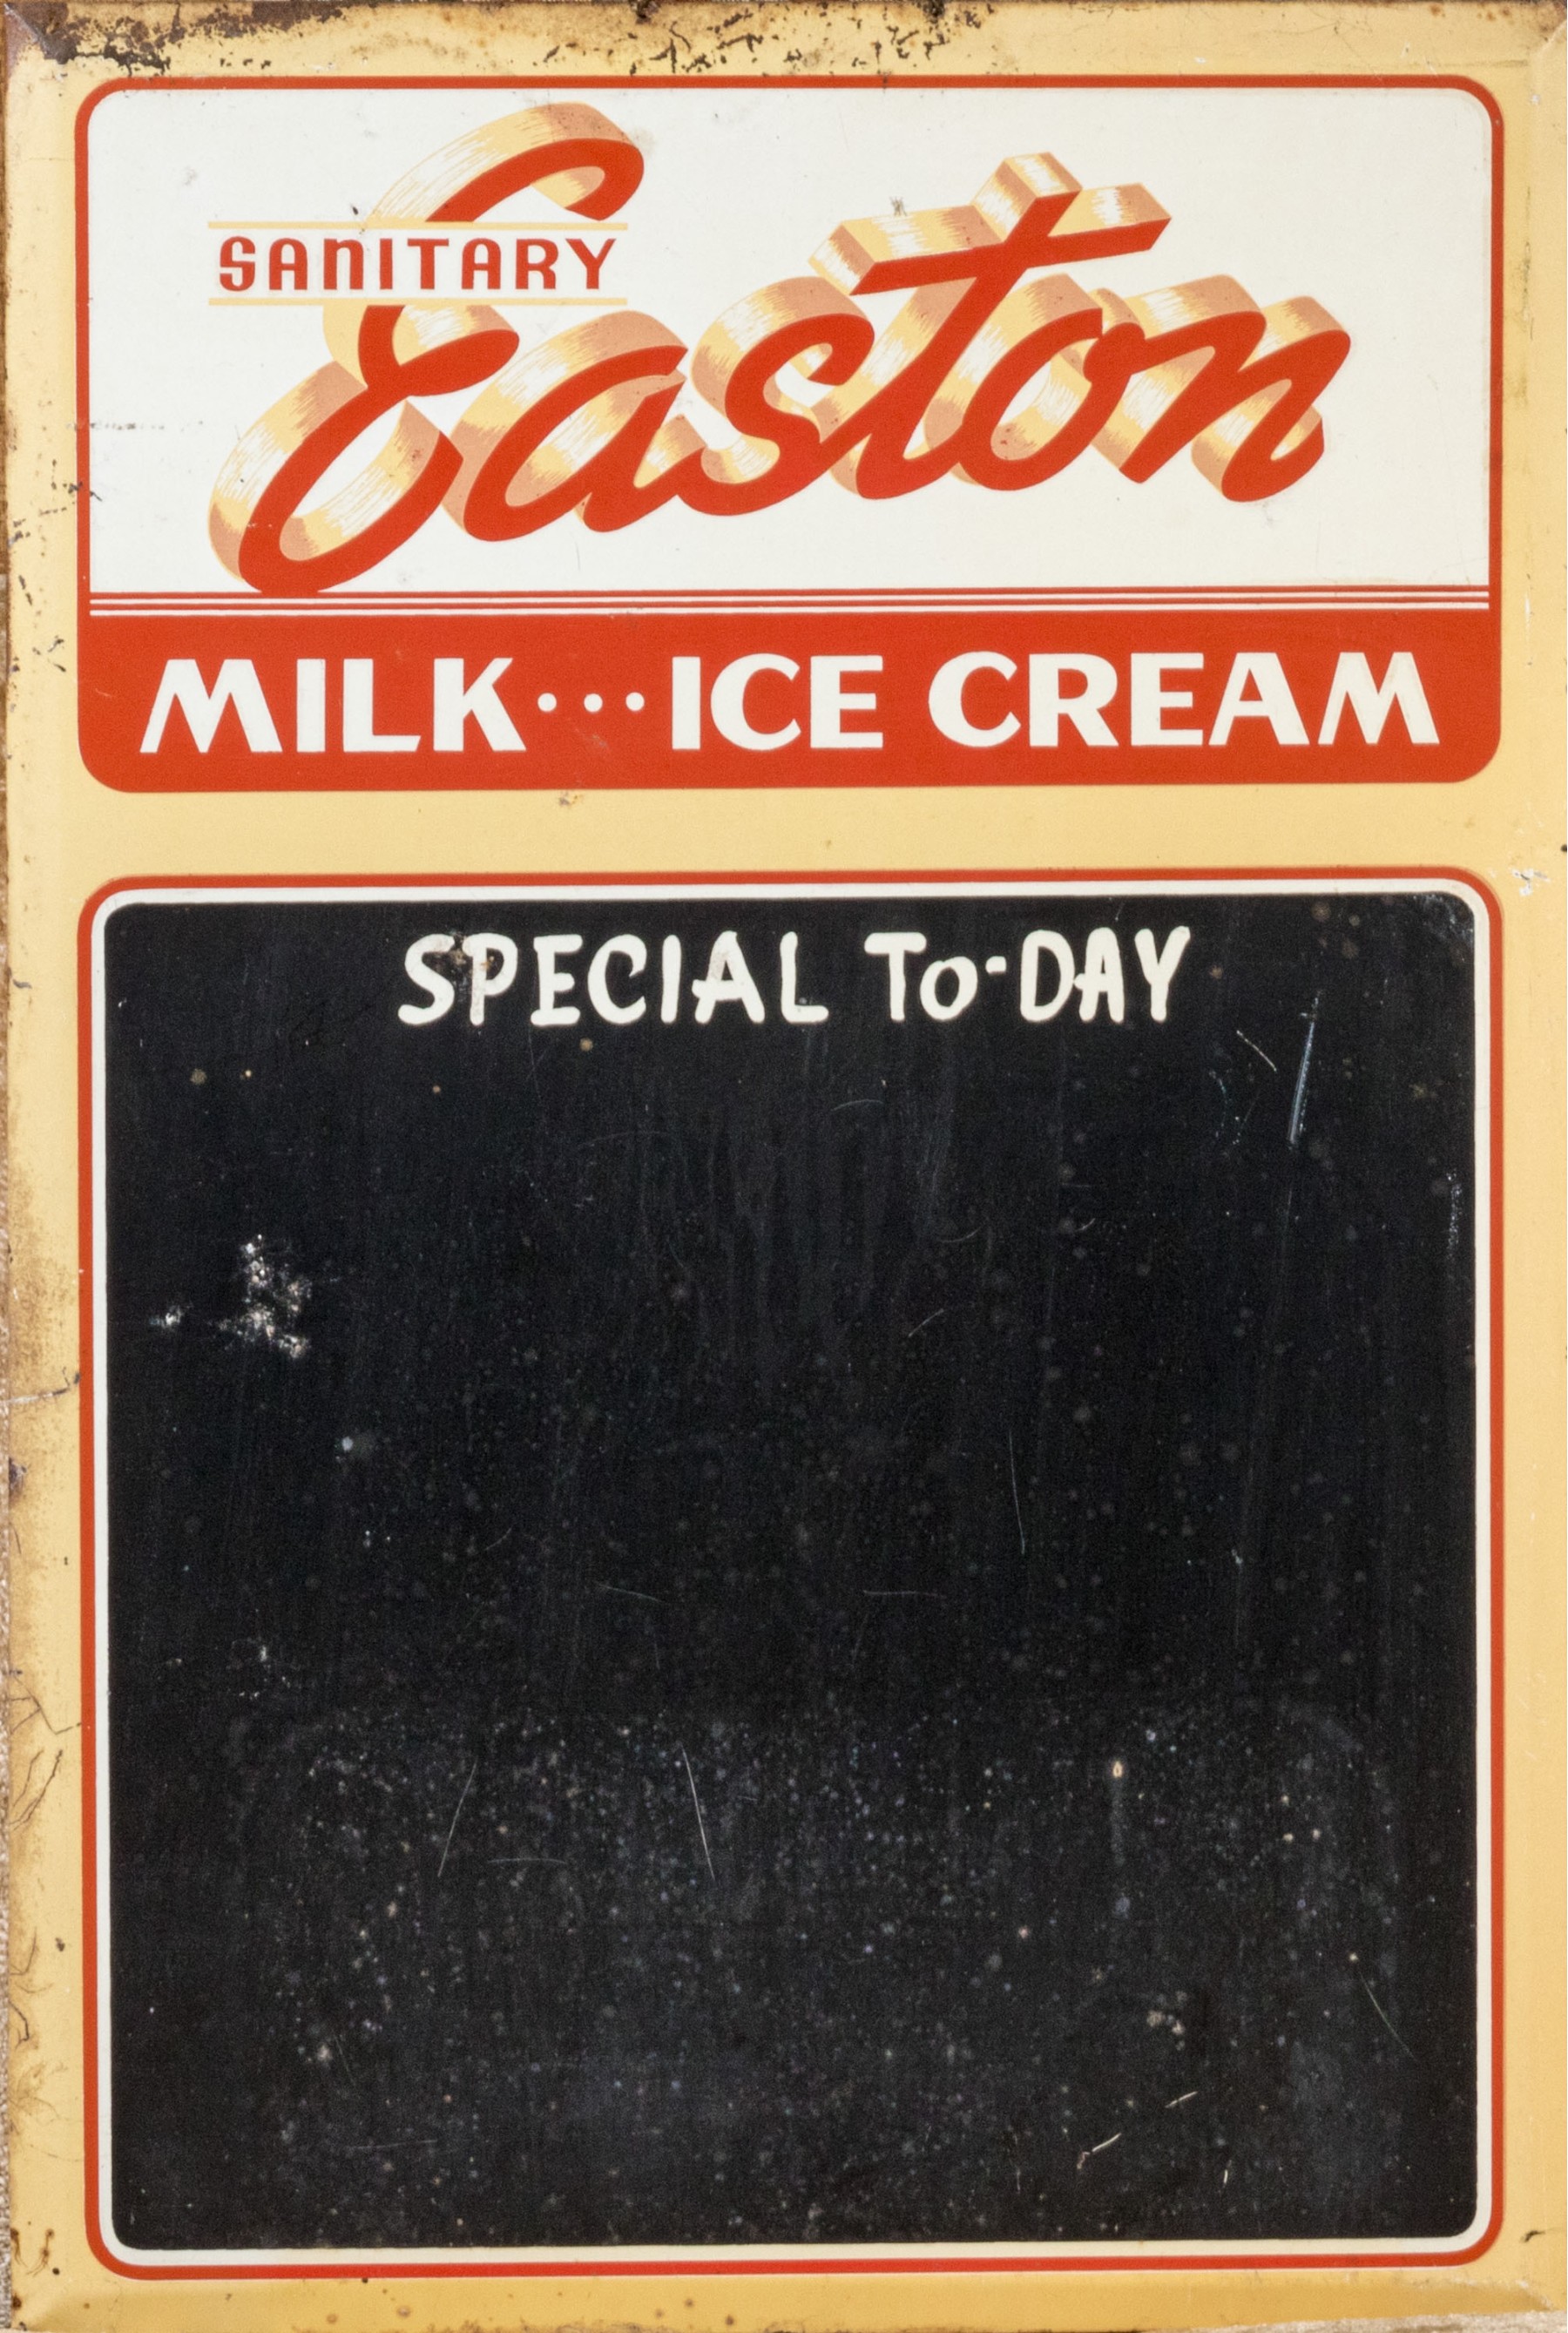 SANITARY
Easton
MILK···ICE CREAM
SPECIAL To-DAY